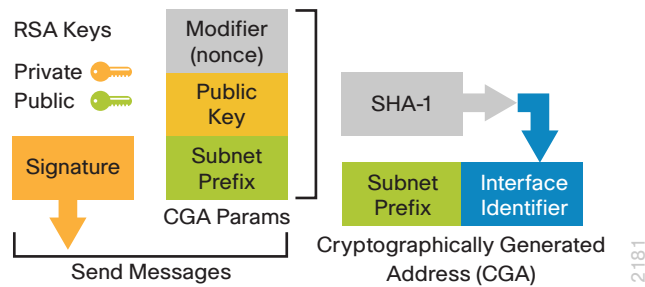 RSA Keys
Private
Public
Signature
Modifier
(nonce)
Public
Key
Subnet
Prefix
CGA Params
Send Messages
SHA-1
Subnet
Prefix
Interface
Identifier
Cryptographically Generated
Address (CGA)
2181